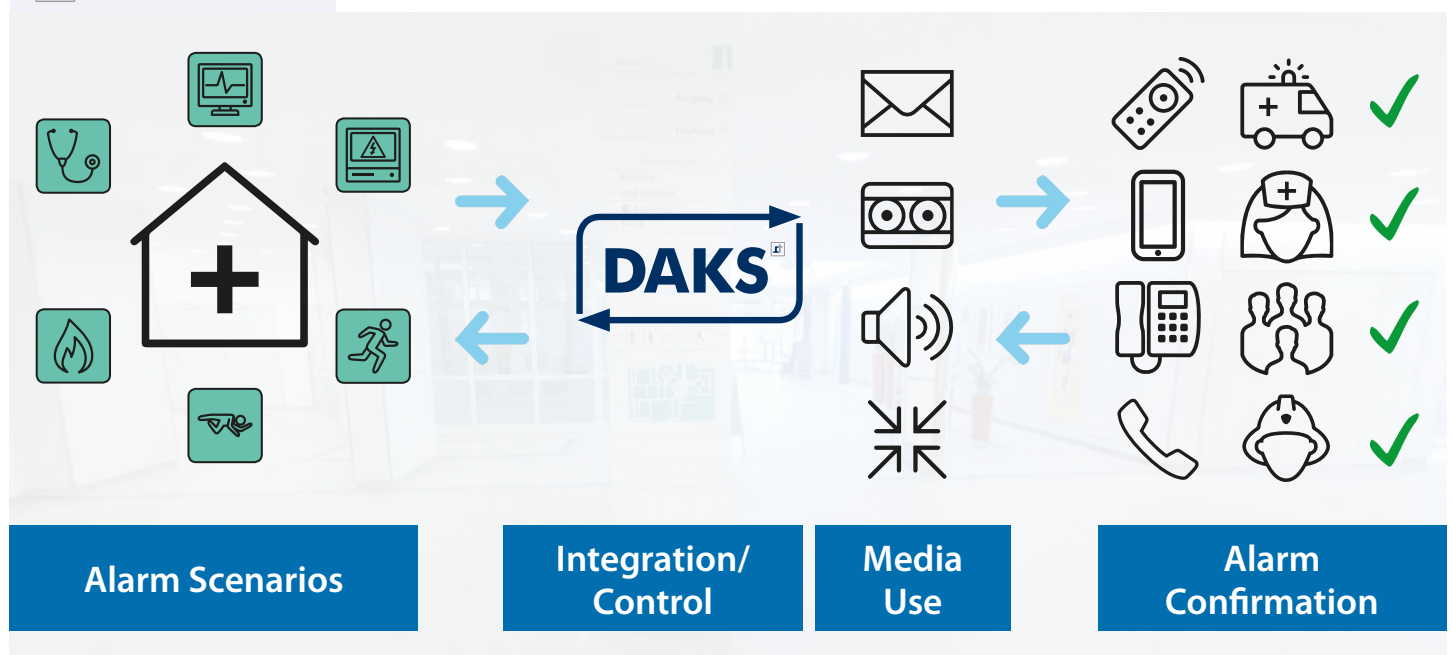 DAKS
Alarm Scenarios
Integration/
Control
Media
Use
Alarm
Confirmation